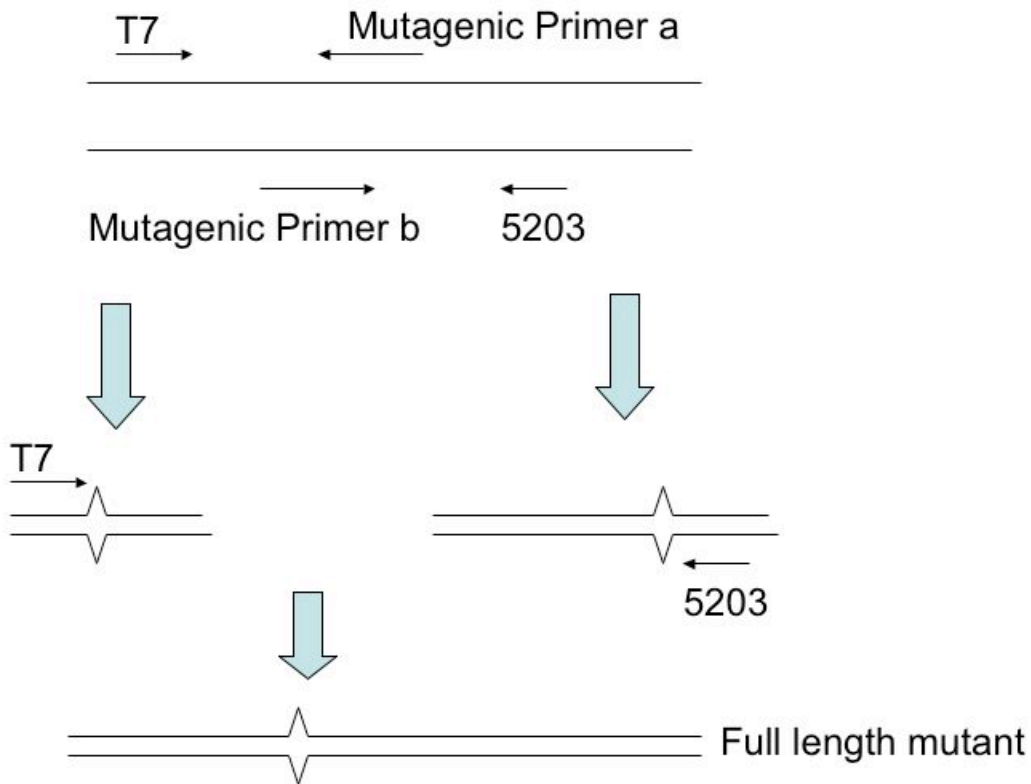 T7
Mutagenic Primer a
Mutagenic Primer b
5203
T7
5203
Full length mutant